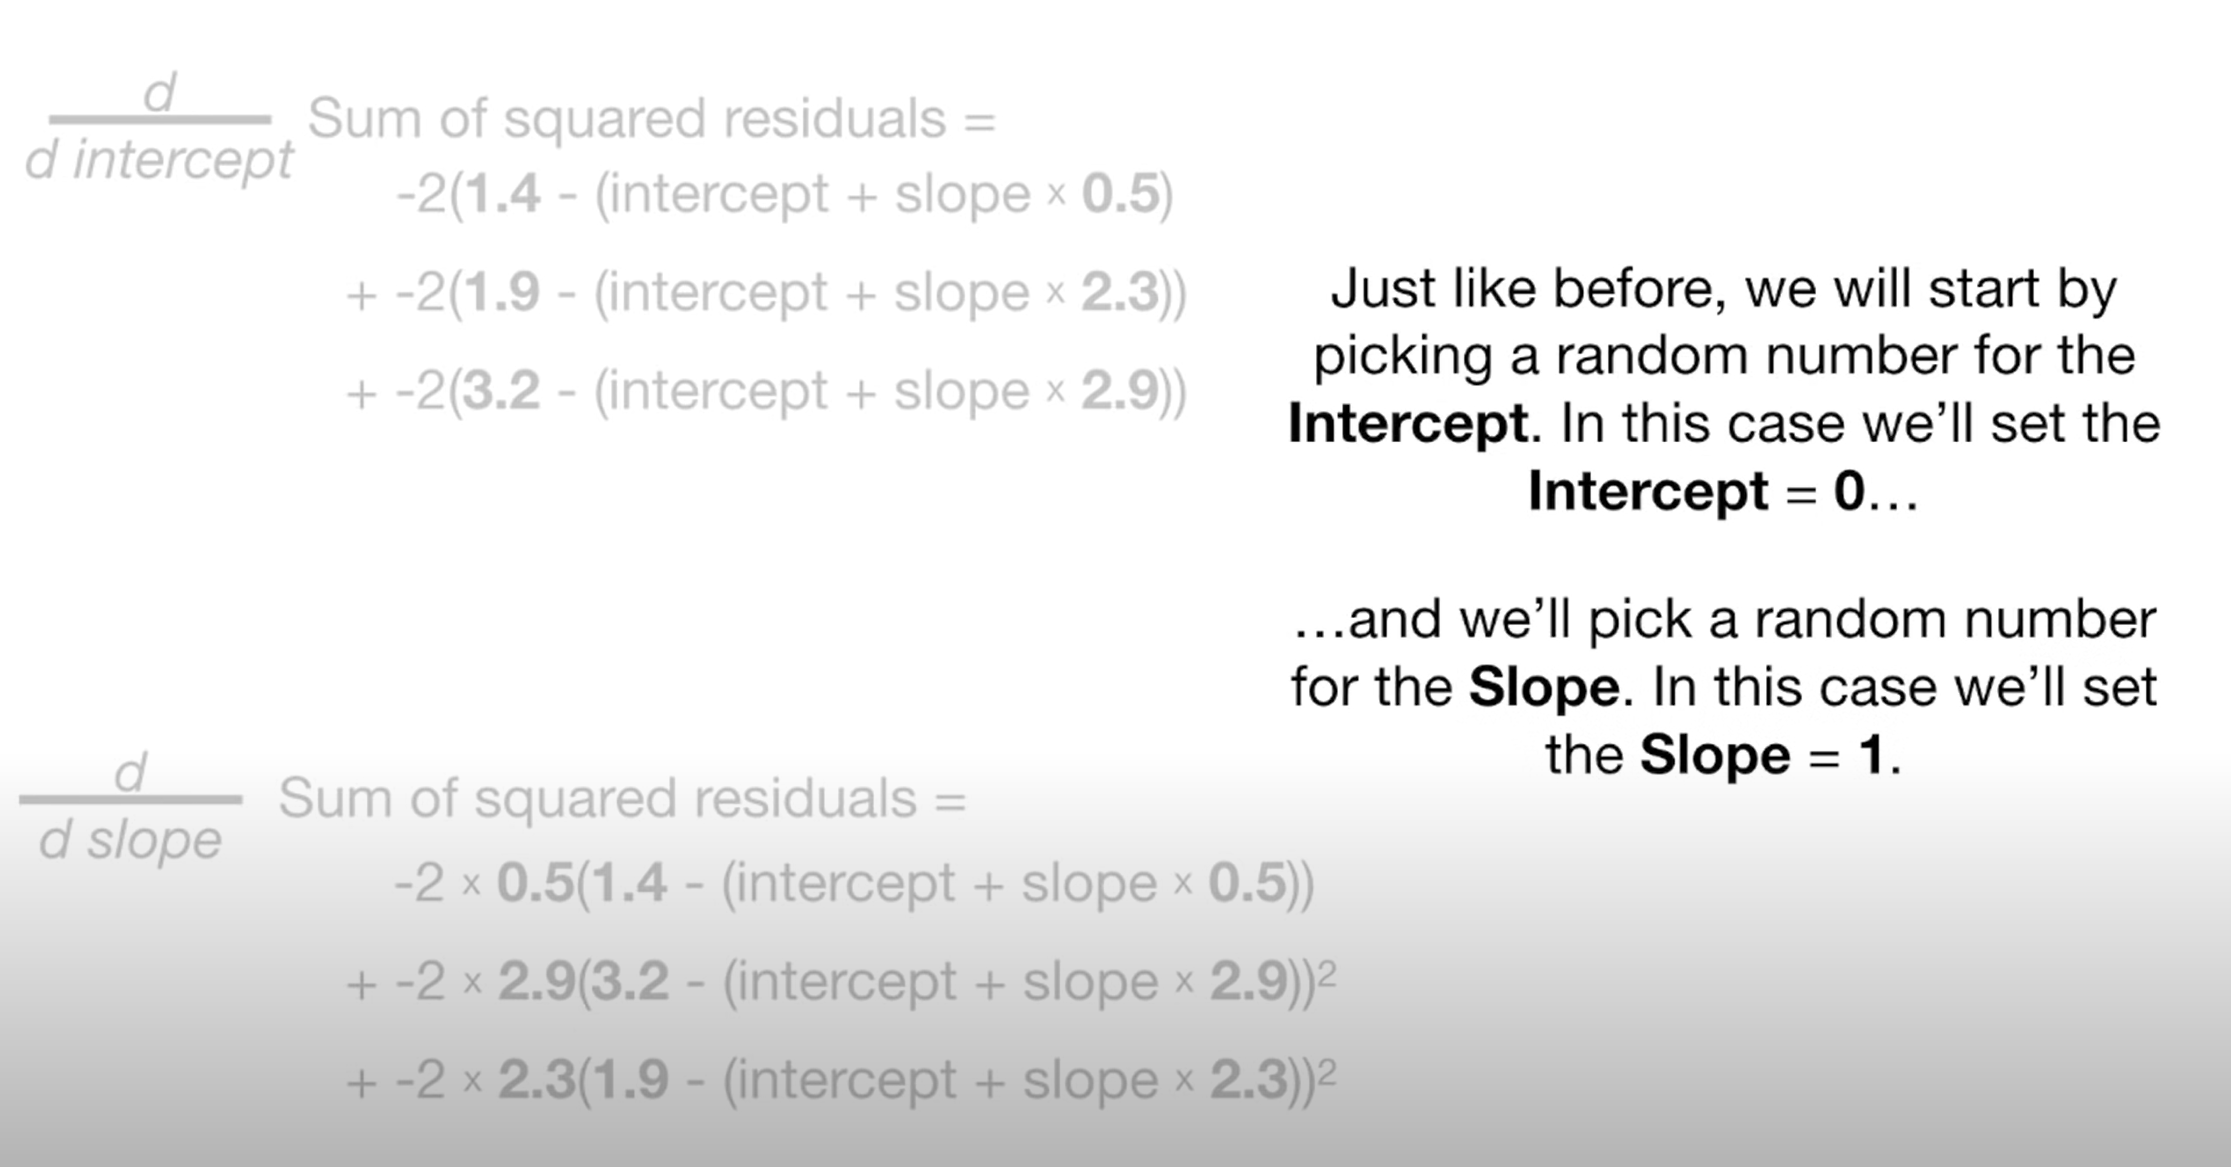 d
d intercept
Sum of squared residuals =
-2(1.4 - (intercept + slope × 0.5)
+ -2(1.9 - (intercept + slope × 2.3))
+ -2(3.2 - (intercept + slope × 2.9))
Just like before, we will start by
picking a random number for the
Intercept. In this case we’ll set the
Intercept = 0…
…and we’ll pick a random number
for the Slope. In this case we’ll set
the Slope = 1.
d
d slope
Sum of squared residuals =
-2 × 0.5(1.4 - (intercept + slope × 0.5))
+ -2 × 2.9(3.2 - (intercept + slope × 2.9))²
+ -2 × 2.3(1.9 - (intercept + slope × 2.3))²